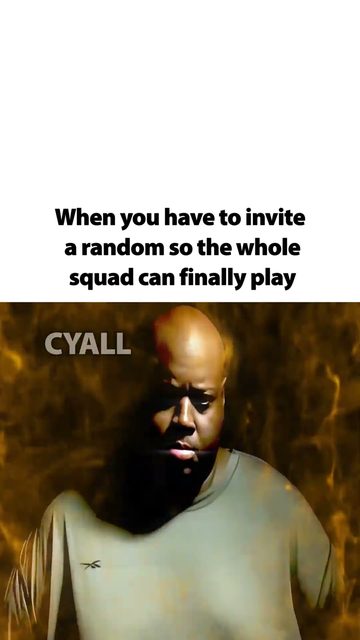 When you have to invite
a random so the whole
squad can finally play
CYALL